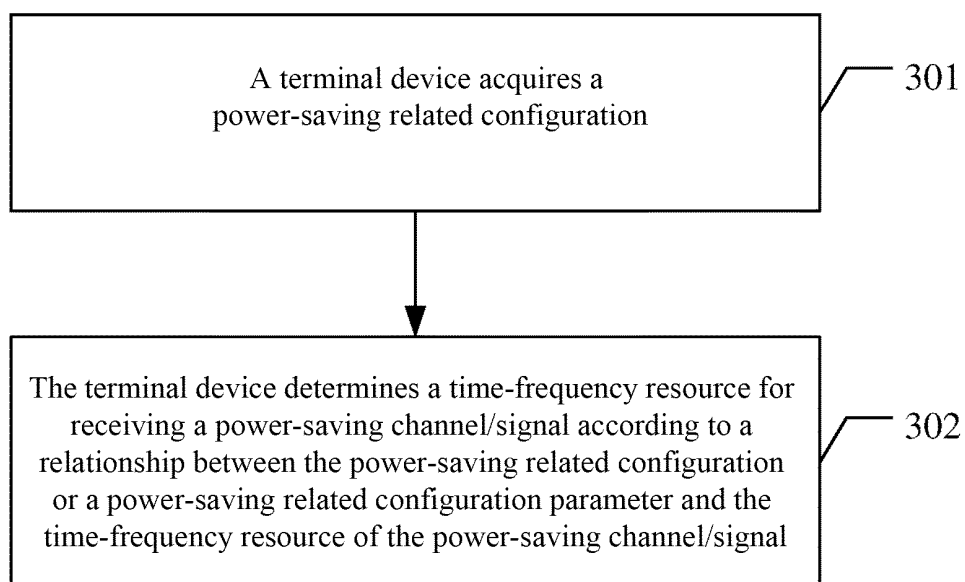 A terminal device acquires a
power-saving related configuration
301
The terminal device determines a time-frequency resource for
receiving a power-saving channel/signal according to a
relationship between the power-saving related configuration
or a power-saving related configuration parameter and the
time-frequency resource of the power-saving channel/signal
302